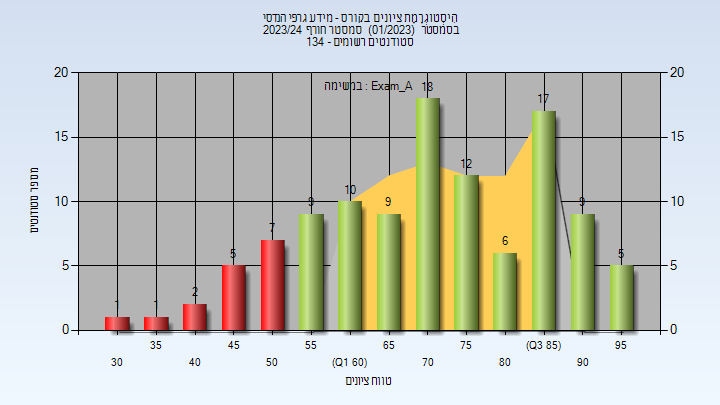 היסטוגרמת ציונים בקורס - מידע גרפי הנדסי
בסמסטר (01/2023) סמסטר חורף 2023/24
סטודנטים רשומים - 134
במשימה : Exam_A
מספר סטודנטים
20 20
15 15
10 10
5 5
0 0
1 1 2 5 7 9 10 9 18 12 6 17 9 5
35 45 55 65 75 (Q3 85) 95
30 40 50 (Q1 60) 70 80 90
טווח ציונים